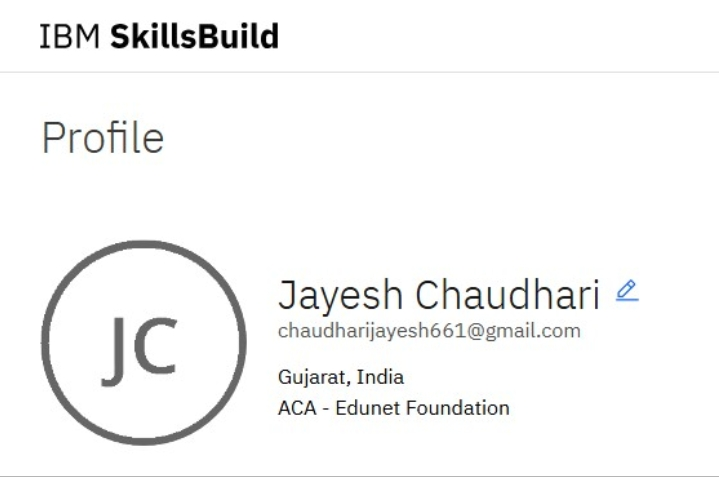 IBM SkillsBuild
Profile
JC
Jayesh Chaudhari
chaudharijayesh661@gmail.com
Gujarat, India
ACA - Edunet Foundation